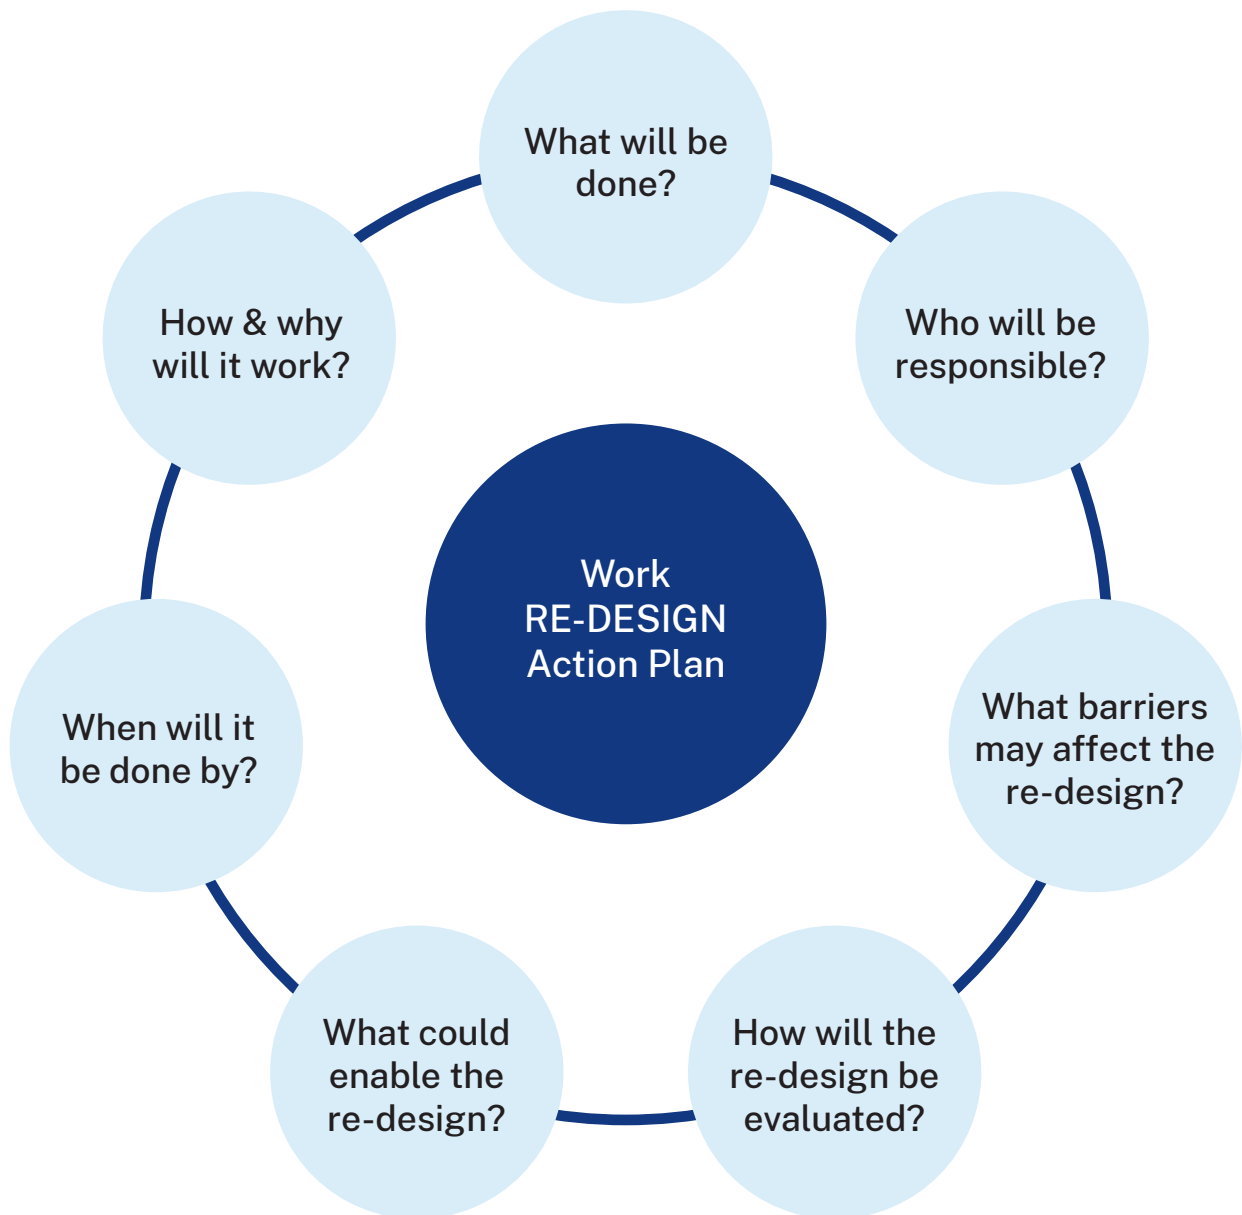 What will be
done?
Who will be
responsible?
What barriers
may affect the
re-design?
How will the
re-design be
evaluated?
What could
enable the
re-design?
When will it
be done by?
How & why
will it work?
Work
RE-DESIGN
Action Plan